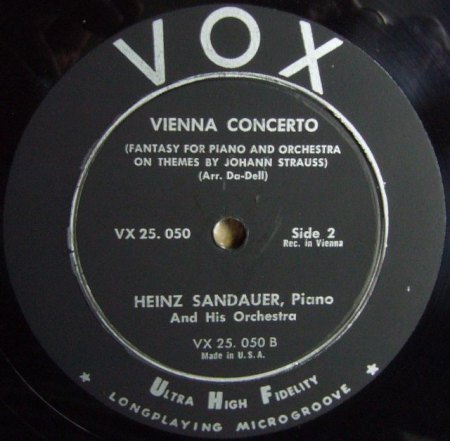 VOX
VIENNA CONCERTO
(FANTASY FOR PIANO AND ORCHESTRA
ON THEMES BY JOHANN STRAUSS)
(Arr. Da-Dell)
VX 25. 050
Side 2
Rec. in Vienna
HEINZ SANDAUER, Piano
And His Orchestra
VX 25. 050 B
Made in U.S.A.
ULTRA HIGH FIDELITY
LONGPLAYING MICROGROOVE